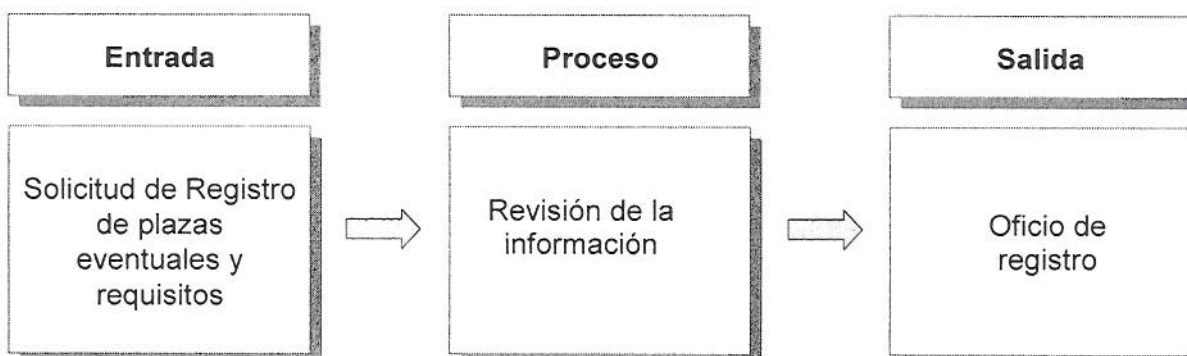 Entrada
Proceso
Salida
Solicitud de Registro
de plazas
eventuales y
requisitos
Revisión de la
información
Oficio de
registro